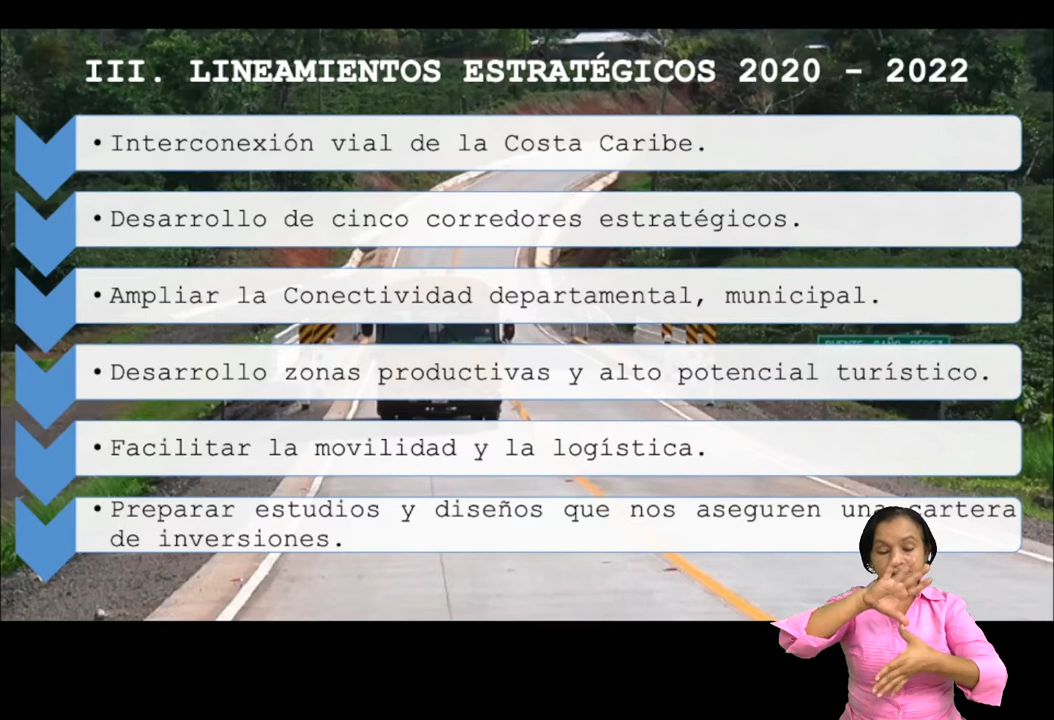 III. LINEAMIENTOS ESTRATÉGICOS 2020 – 2022
• Interconexión vial de la Costa Caribe.
• Desarrollo de cinco corredores estratégicos.
• Ampliar la Conectividad departamental, municipal.
• Desarrollo zonas productivas y alto potencial turístico.
• Facilitar la movilidad y la logística.
• Preparar estudios y diseños que nos aseguren una cartera
de inversiones.